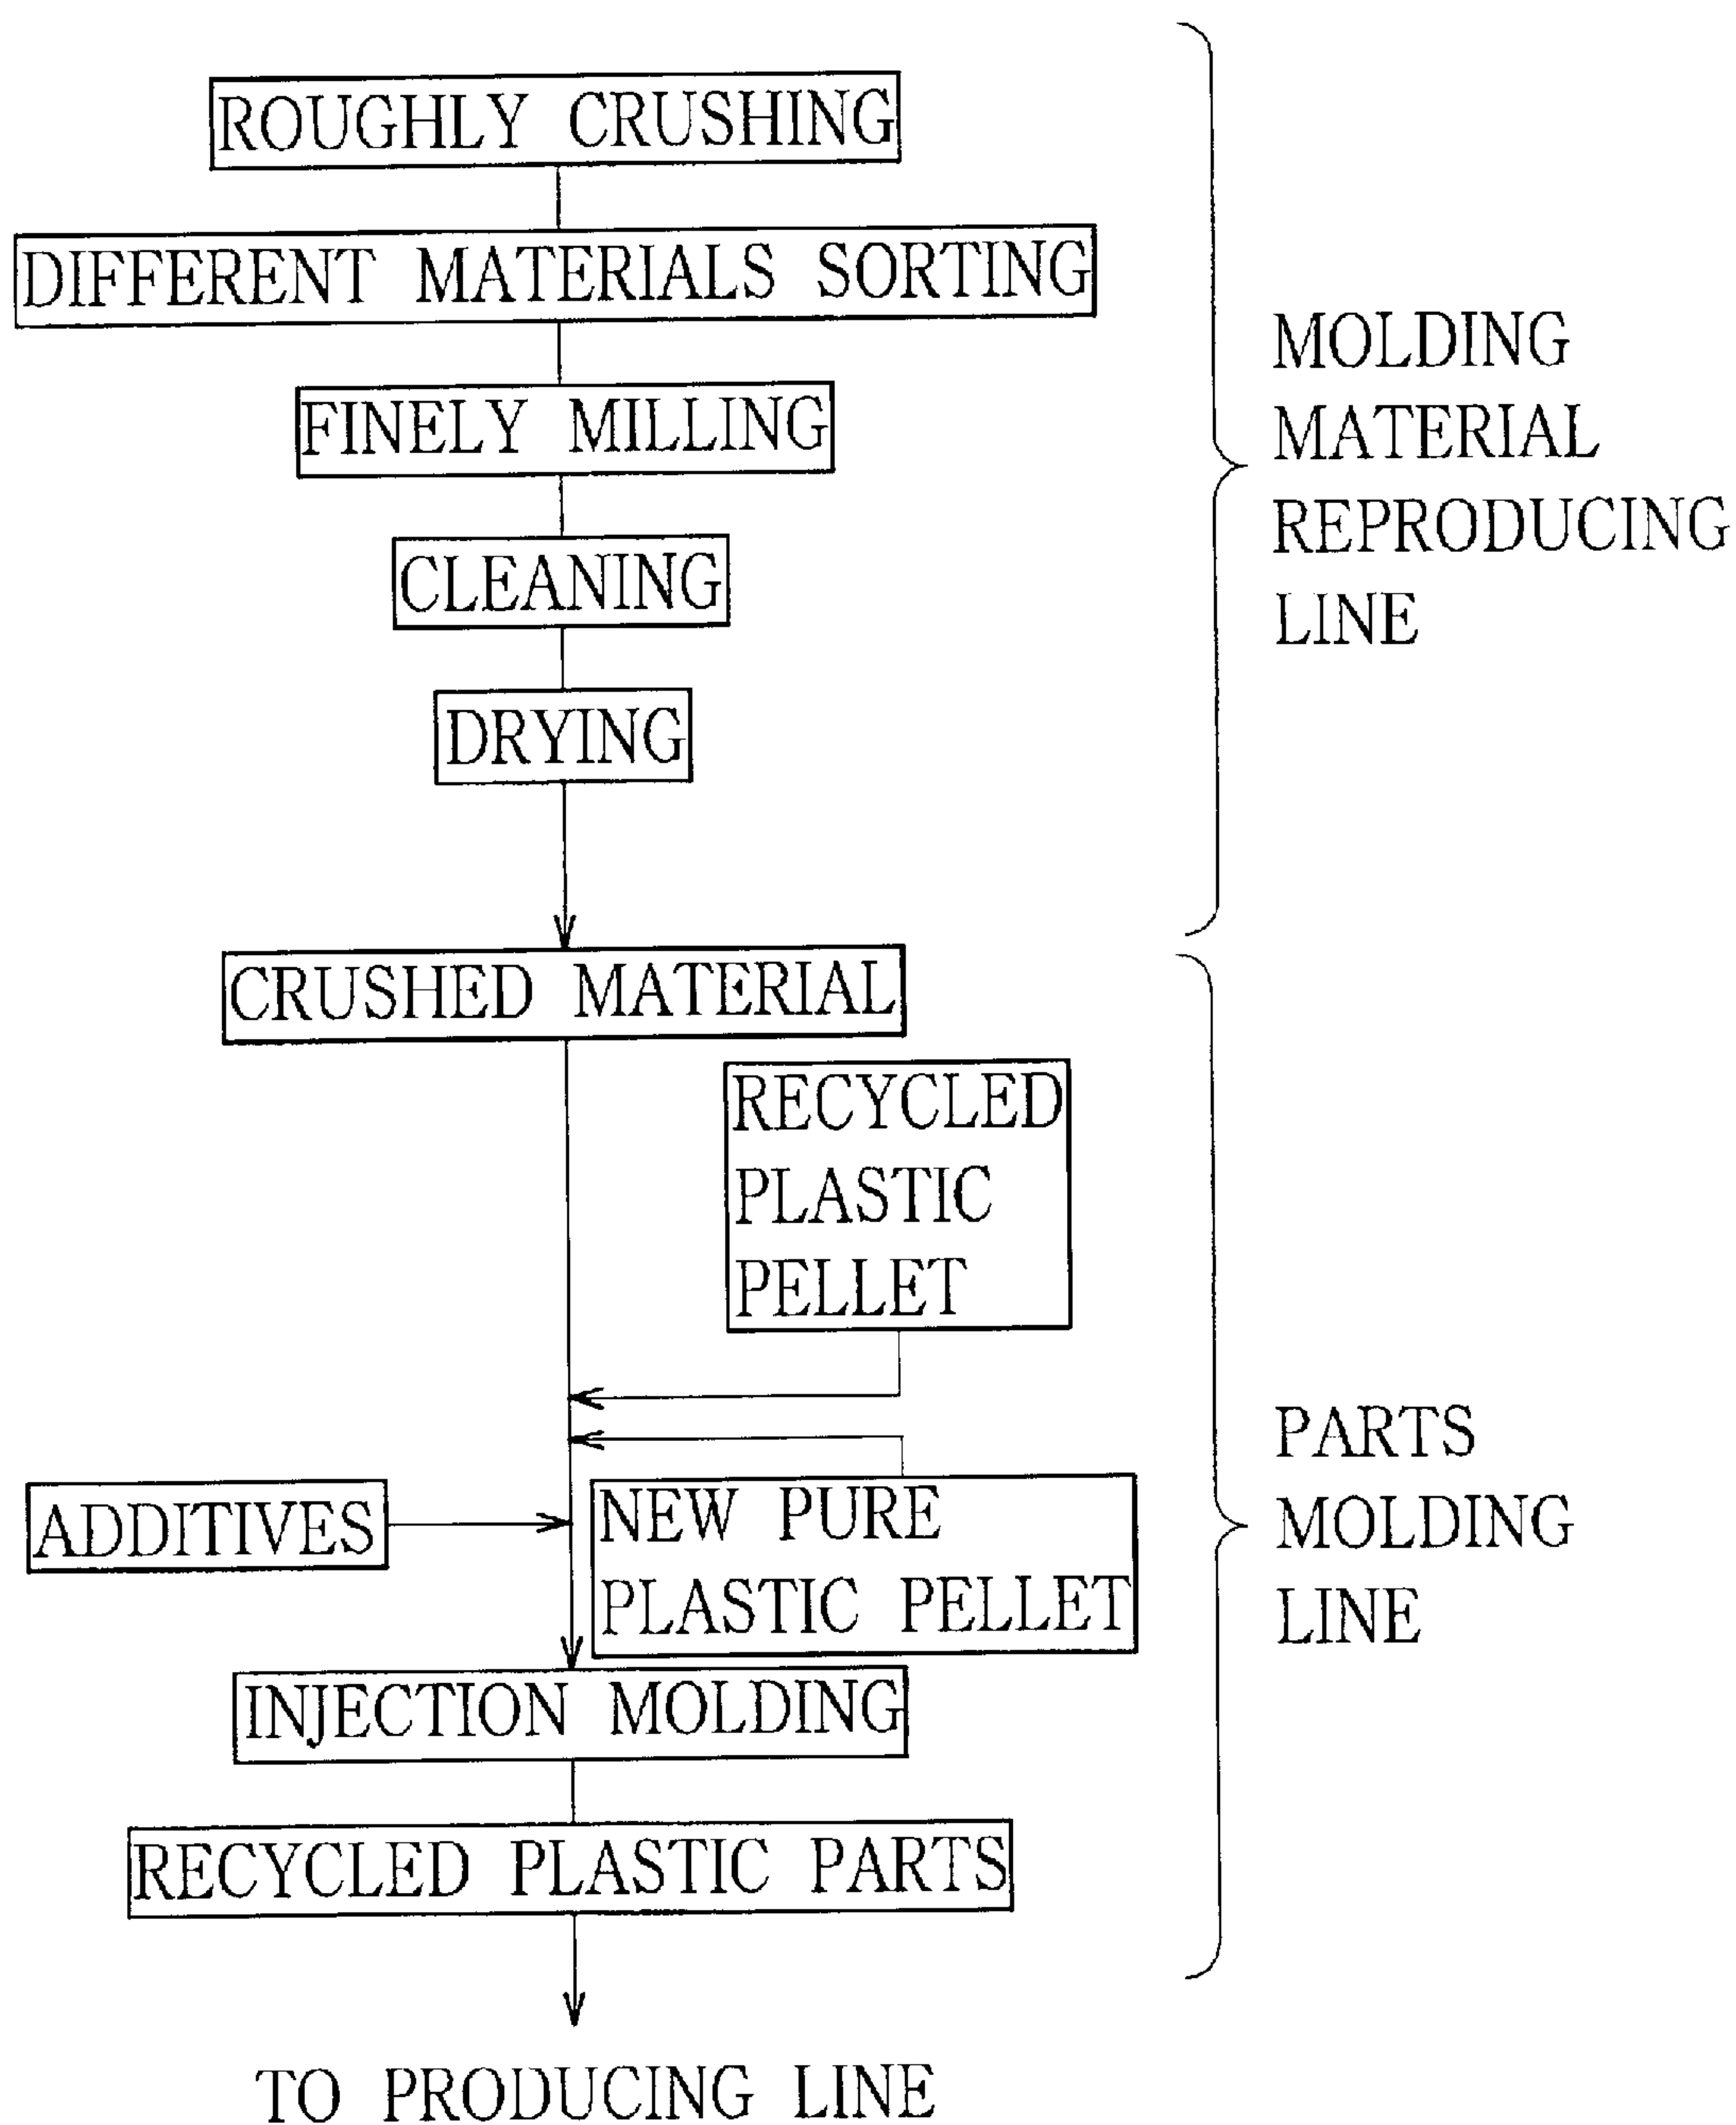 ROUGHLY CRUSHING
DIFFERENT MATERIALS SORTING
FINELY MILLING
CLEANING
DRYING
MOLDING
MATERIAL
REPRODUCING
LINE
CRUSHED MATERIAL
RECYCLED
PLASTIC
PELLET
ADDITIVES
NEW PURE
PLASTIC PELLET
INJECTION MOLDING
RECYCLED PLASTIC PARTS
PARTS
MOLDING
LINE
TO PRODUCING LINE